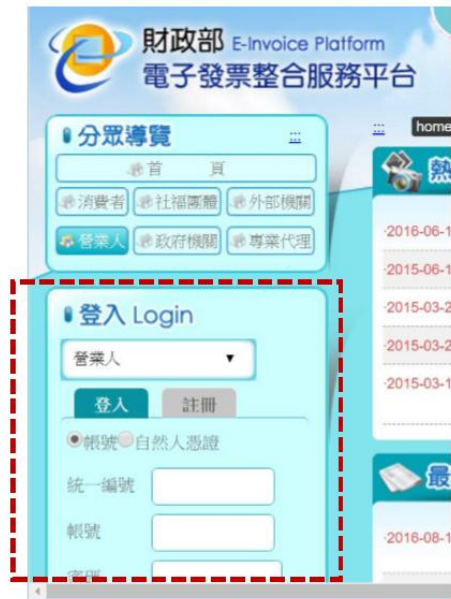 財政部 E-Invoice Platform
電子發票整合服務平台
分眾導覽 :::
首 頁
消費者 社福團體 外部機關
營業人 政府機關 專業代理
登入 Login
營業人
登入 註冊
帳號 自然人憑證
統一編號
帳號
::: home
熱
·2016-06-1
·2015-06-1
·2015-03-2
·2015-03-2
·2015-03-1
最
·2016-08-1